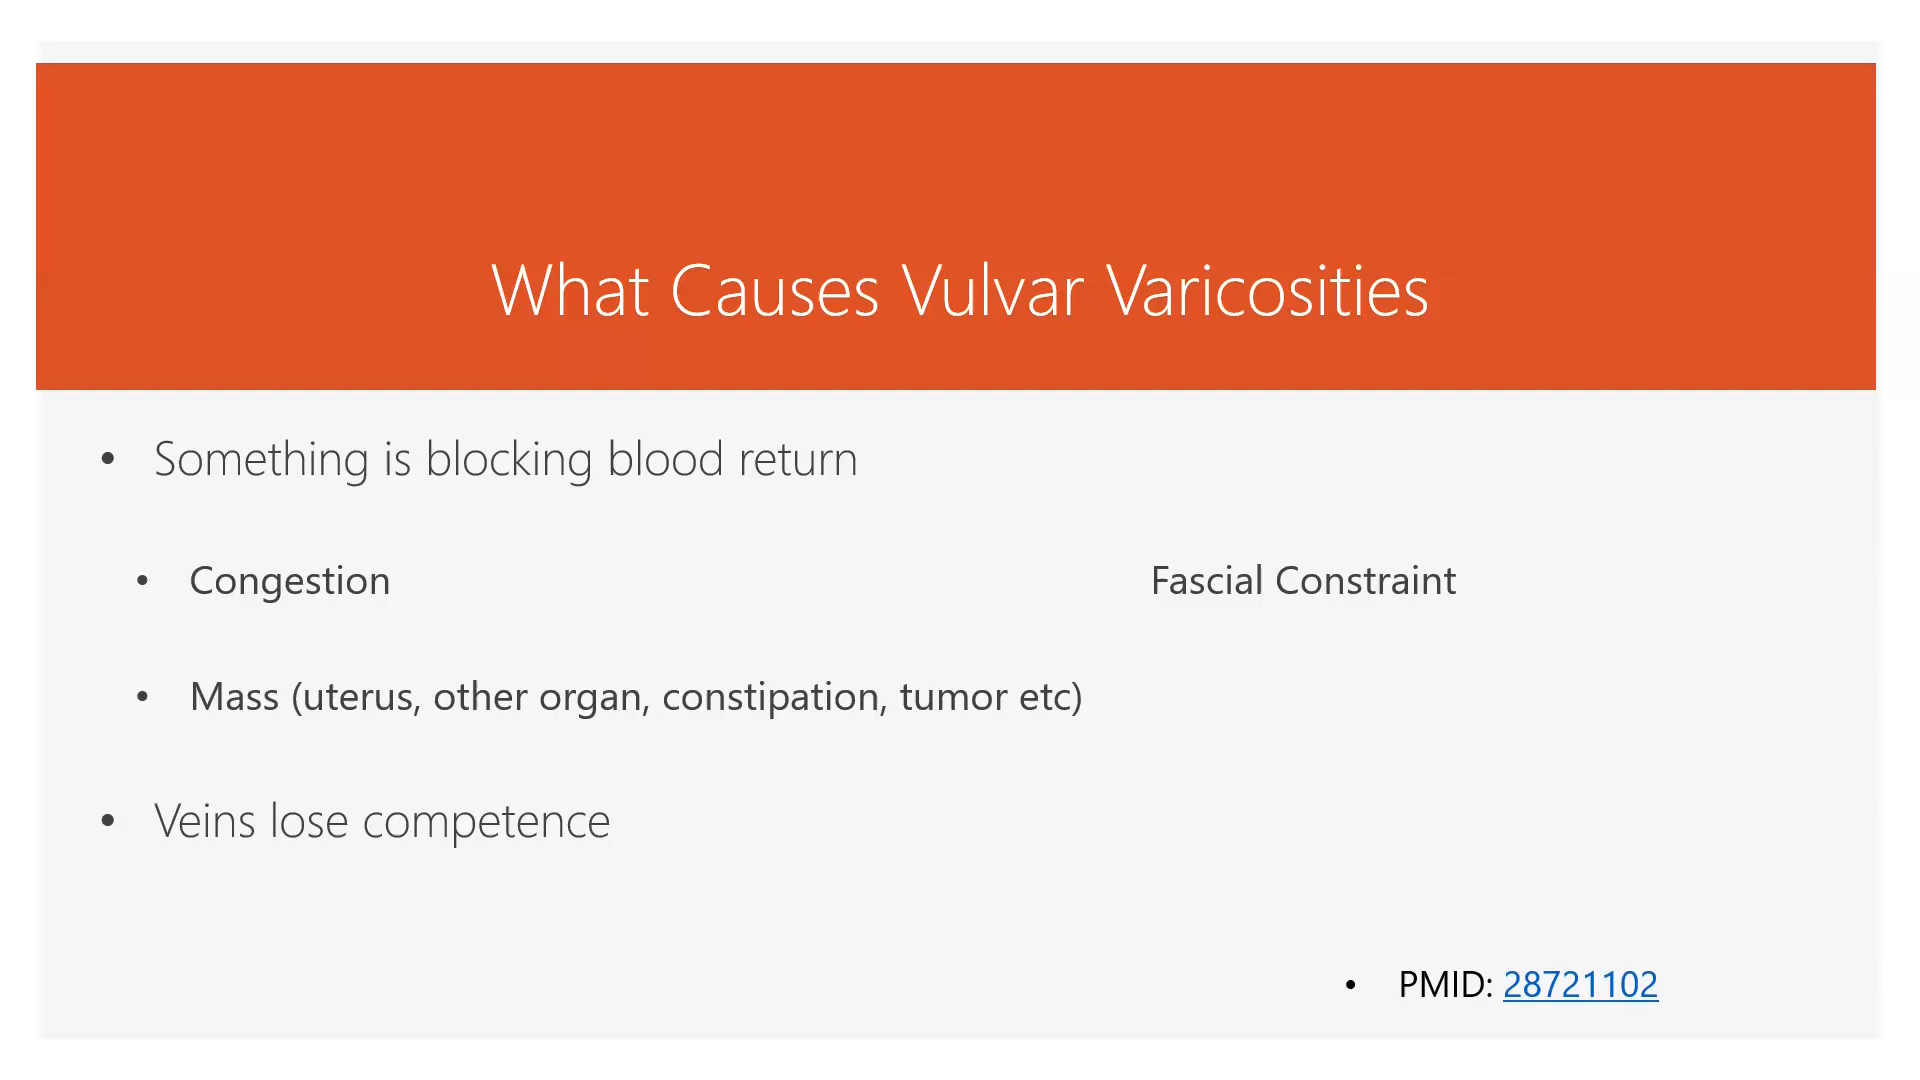 What Causes Vulvar Varicosities
• Something is blocking blood return
• Congestion Fascial Constraint
• Mass (uterus, other organ, constipation, tumor etc)
• Veins lose competence
• PMID: 28721102